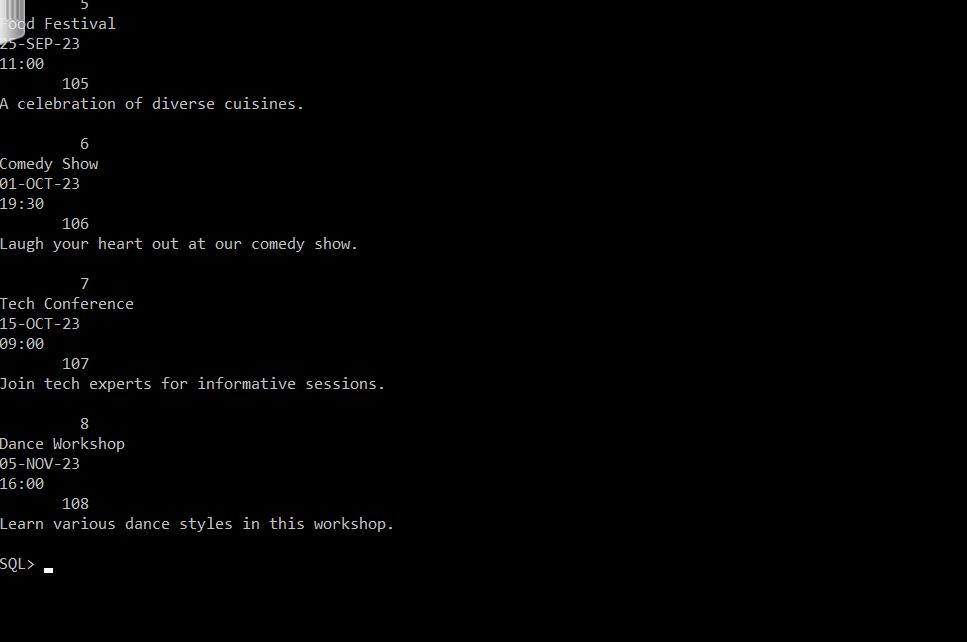 5
Food Festival
25-SEP-23
11:00
105
A celebration of diverse cuisines.
6
Comedy Show
01-OCT-23
19:30
106
Laugh your heart out at our comedy show.
7
Tech Conference
15-OCT-23
09:00
107
Join tech experts for informative sessions.
8
Dance Workshop
05-NOV-23
16:00
108
Learn various dance styles in this workshop.
SQL>